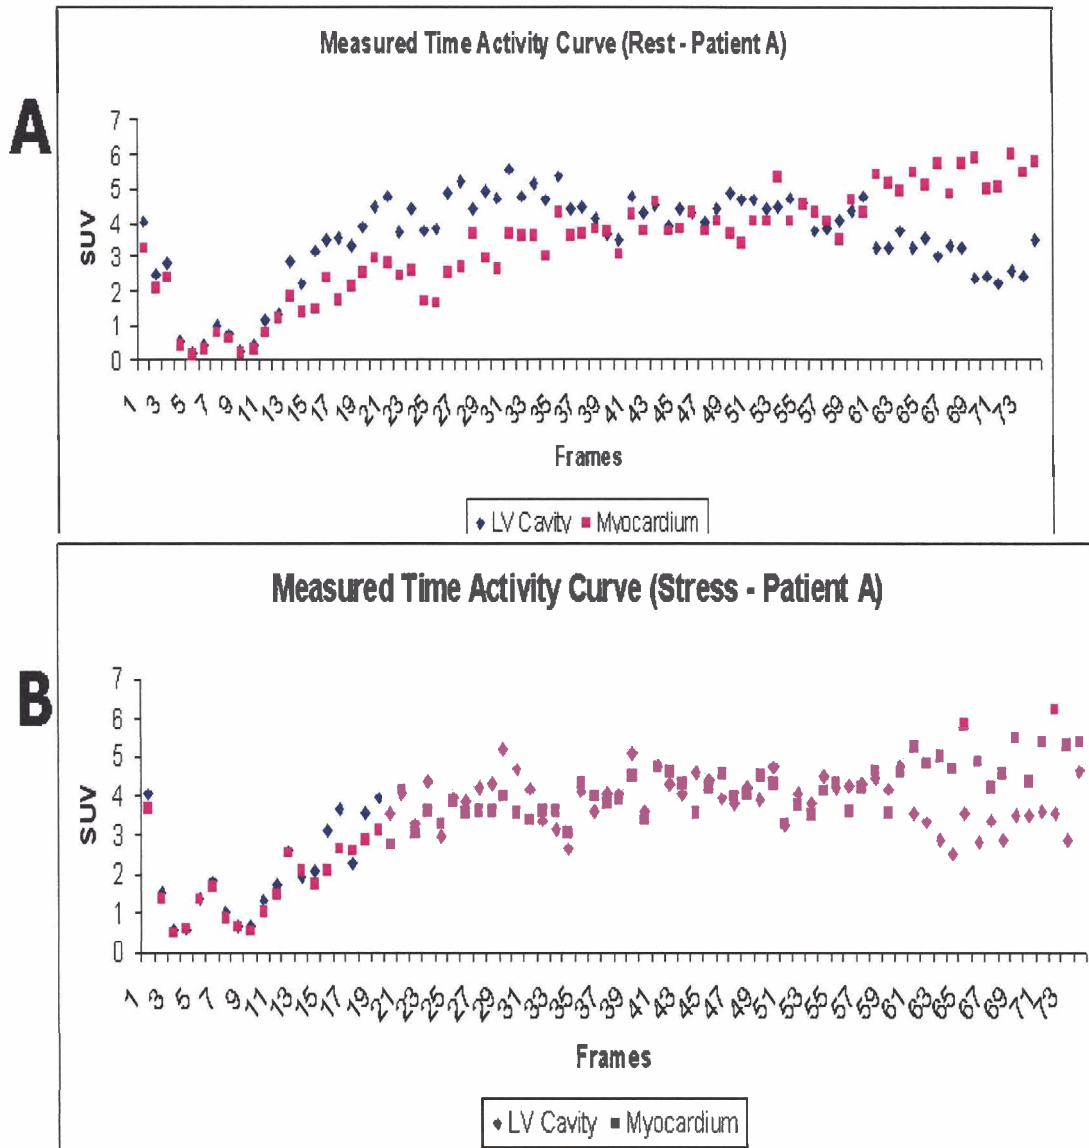 A
Measured Time Activity Curve (Rest - Patient A)
7
6
5
4
3
2
1
0
SUV
1 3 5 7 9 11 13 15 17 19 21 23 25 27 29 31 33 35 37 39 41 43 45 47 49 51 53 55 57 59 61 63 65 67 69 71 73
Frames
LV Cavity Myocardium
B
Measured Time Activity Curve (Stress - Patient A)
7
6
5
4
3
2
1
0
SUV
1 3 5 7 9 11 13 15 17 19 21 23 25 27 29 31 33 35 37 39 41 43 45 47 49 51 53 55 57 59 61 63 65 67 69 71 73
Frames
LV Cavity Myocardium